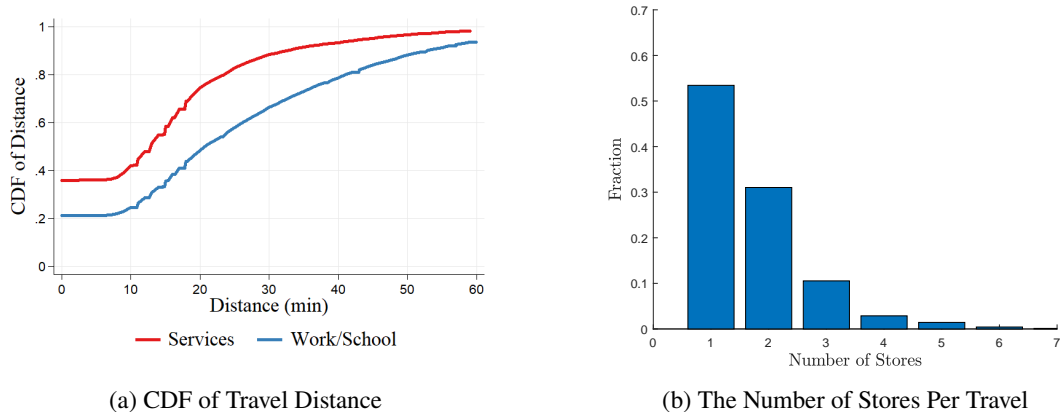 1
.8
.6
.4
.2
0
CDF of Distance
0 10 20 30 40 50 60
Distance (min)
Services Work/School
(a) CDF of Travel Distance
0.7
0.6
0.5
0.4
0.3
0.2
0.1
0
Fraction
0 1 2 3 4 5 6 7
Number of Stores
(b) The Number of Stores Per Travel